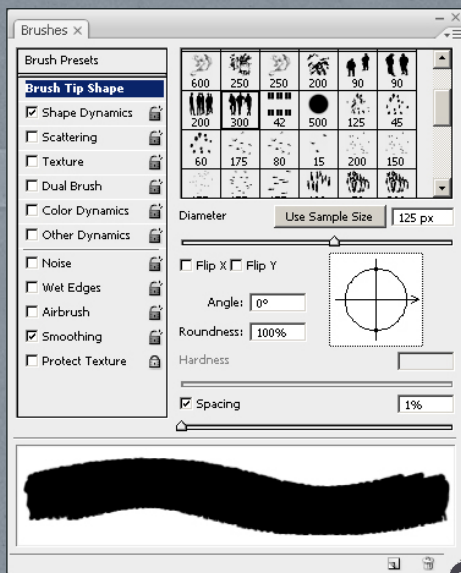 Brushes ×
Brush Presets
Brush Tip Shape
Shape Dynamics
Scattering
Texture
Dual Brush
Color Dynamics
Other Dynamics
Noise
Wet Edges
Airbrush
Smoothing
Protect Texture
600 250 250 200 90 90
200 300 42 500 125 45
60 175 80 15 200 150
Diameter Use Sample Size 125 px
Flip X Flip Y
Angle: 0°
Roundness: 100%
Hardness
Spacing 1%